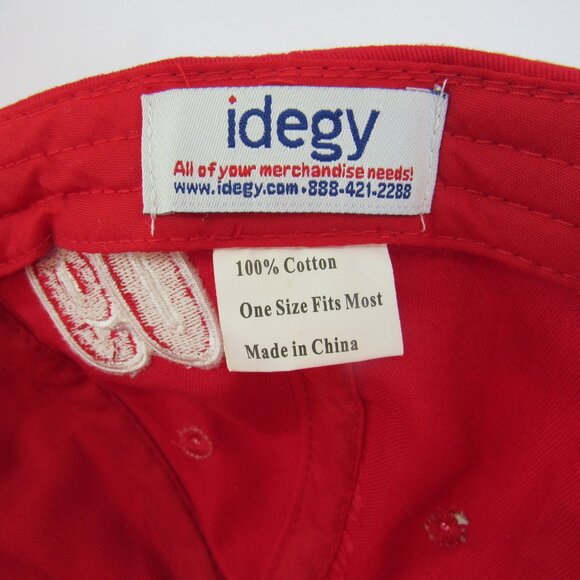 idegy
All of your merchandise needs!
www.idegy.com • 888-421-2288
100% Cotton
One Size Fits Most
Made in China